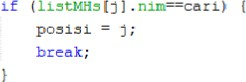 if (listMHs[j].nim==cari) {
posisi = j;
break;
}